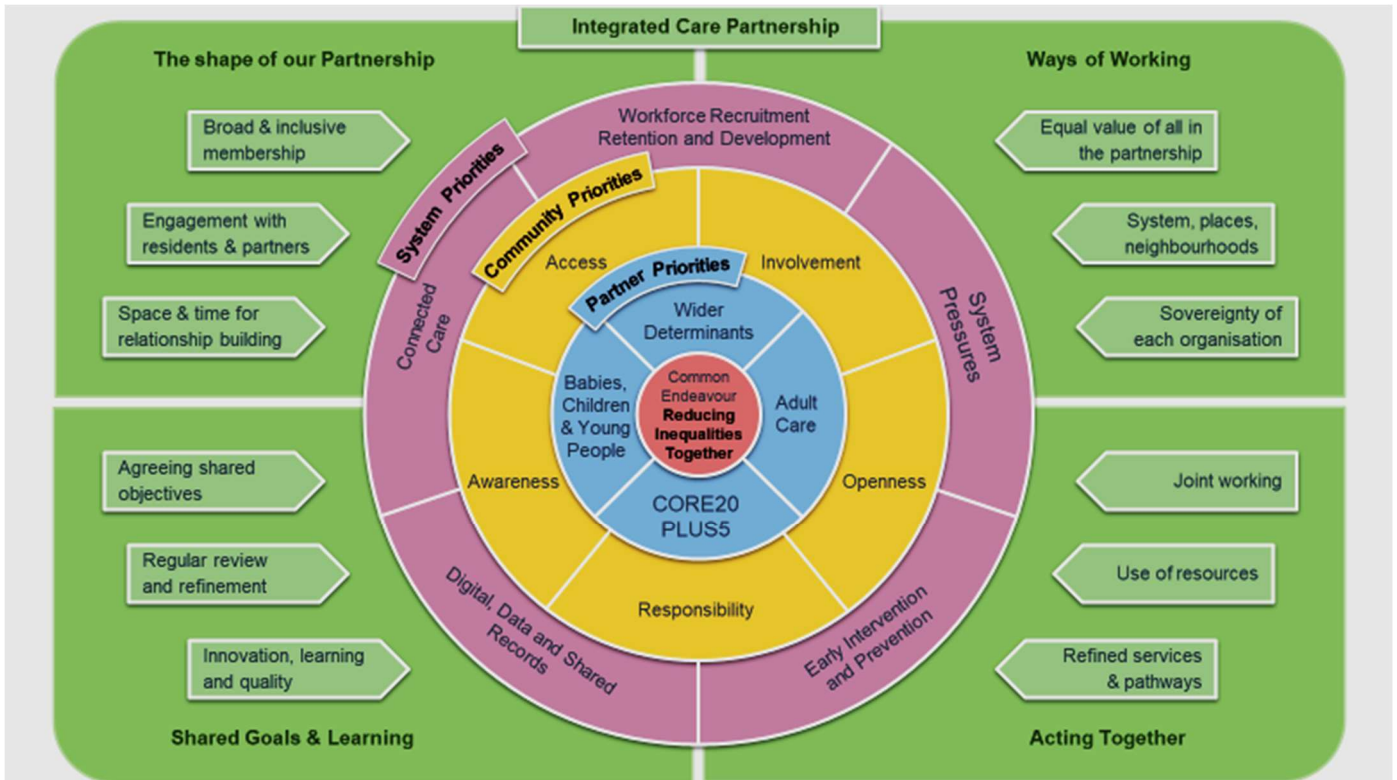 Integrated Care Partnership
The shape of our Partnership
Broad & inclusive
membership
Engagement with
residents & partners
Space & time for
relationship building
Ways of Working
Equal value of all in
the partnership
System, places,
neighbourhoods
Sovereignty of
each organisation
System Priorities
Workforce Recruitment
Retention and Development
System
Pressures
Early Intervention
and Prevention
Digital, Data and Shared
Records
Connected
Care
Community Priorities
Access
Involvement
Openness
Responsibility
Awareness
Partner Priorities
Wider
Determinants
Adult
Care
CORE20
PLUS5
Babies,
Children
& Young
People
Common
Endeavour
Reducing
Inequalities
Together
Agreeing shared
objectives
Regular review
and refinement
Innovation, learning
and quality
Shared Goals & Learning
Joint working
Use of resources
Refined services
& pathways
Acting Together